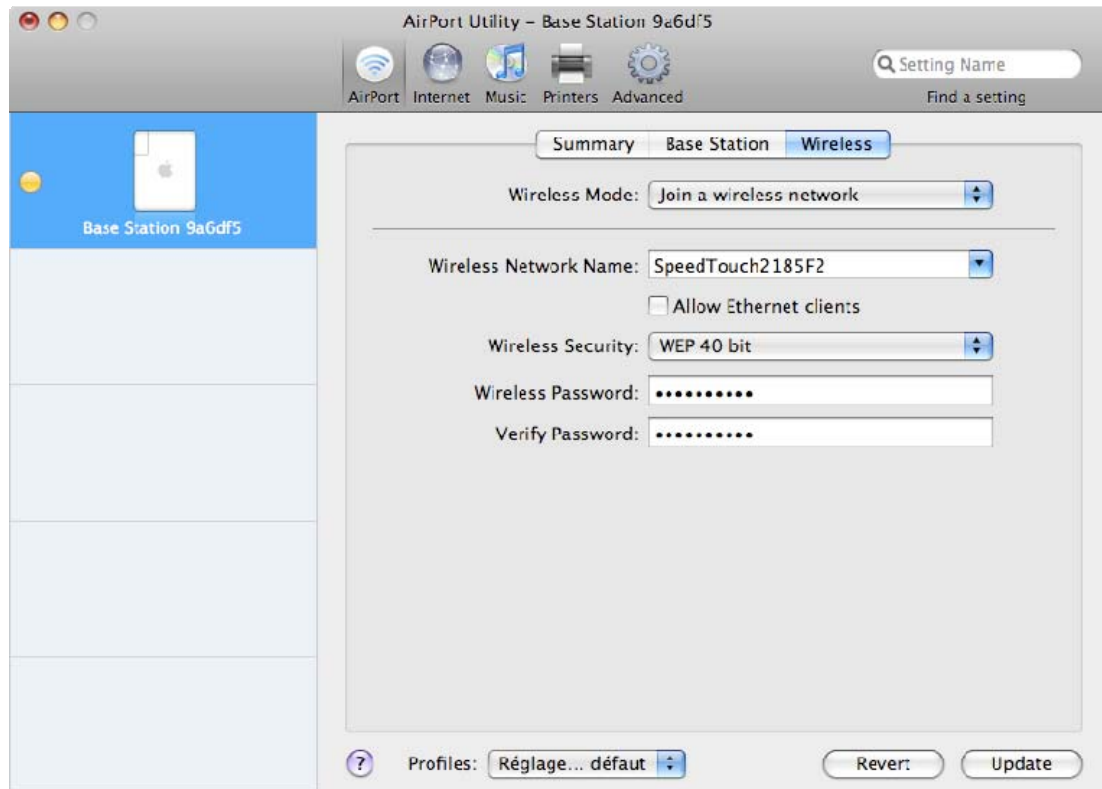 AirPort Utility – Base Station 9a6df5
AirPort Internet Music Printers Advanced
Setting Name
Find a setting
Base Station 9a6df5
Summary Base Station Wireless
Wireless Mode: Join a wireless network
Wireless Network Name: SpeedTouch2185F2
Allow Ethernet clients
Wireless Security: WEP 40 bit
Wireless Password: ••••••••••
Verify Password: ••••••••••
? Profiles: Réglage... défaut Revert Update